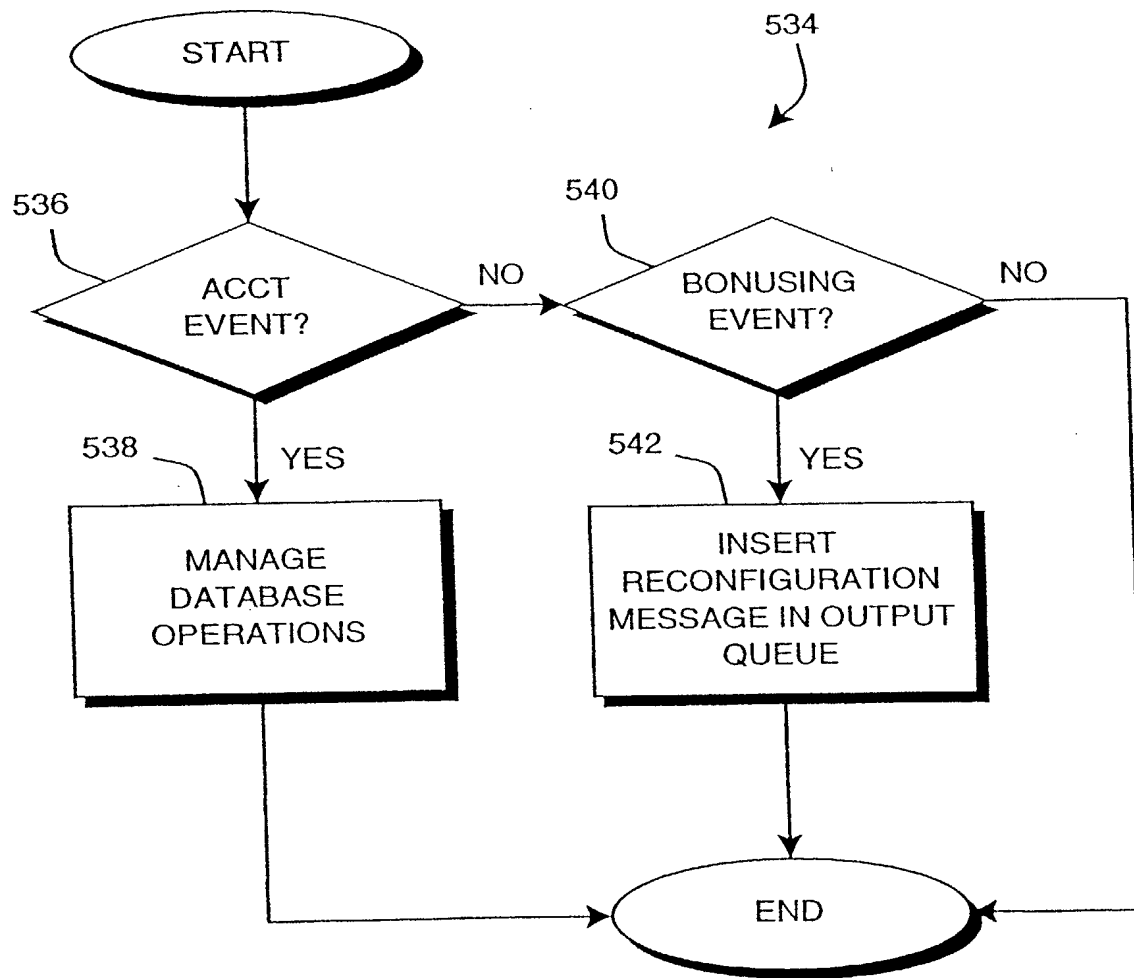 START
534
536
540
ACCT
EVENT?
NO
BONUSING
EVENT?
NO
538
YES
542
YES
MANAGE
DATABASE
OPERATIONS
INSERT
RECONFIGURATION
MESSAGE IN OUTPUT
QUEUE
END